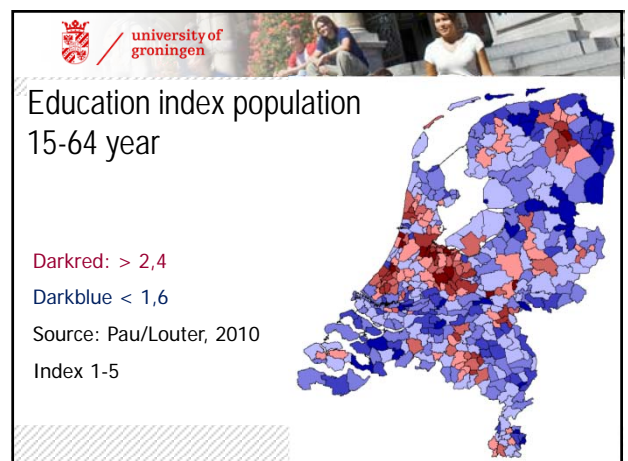 university of
groningen
Education index population
15-64 year
Darkred: > 2,4
Darkblue < 1,6
Source: Pau/Louter, 2010
Index 1-5